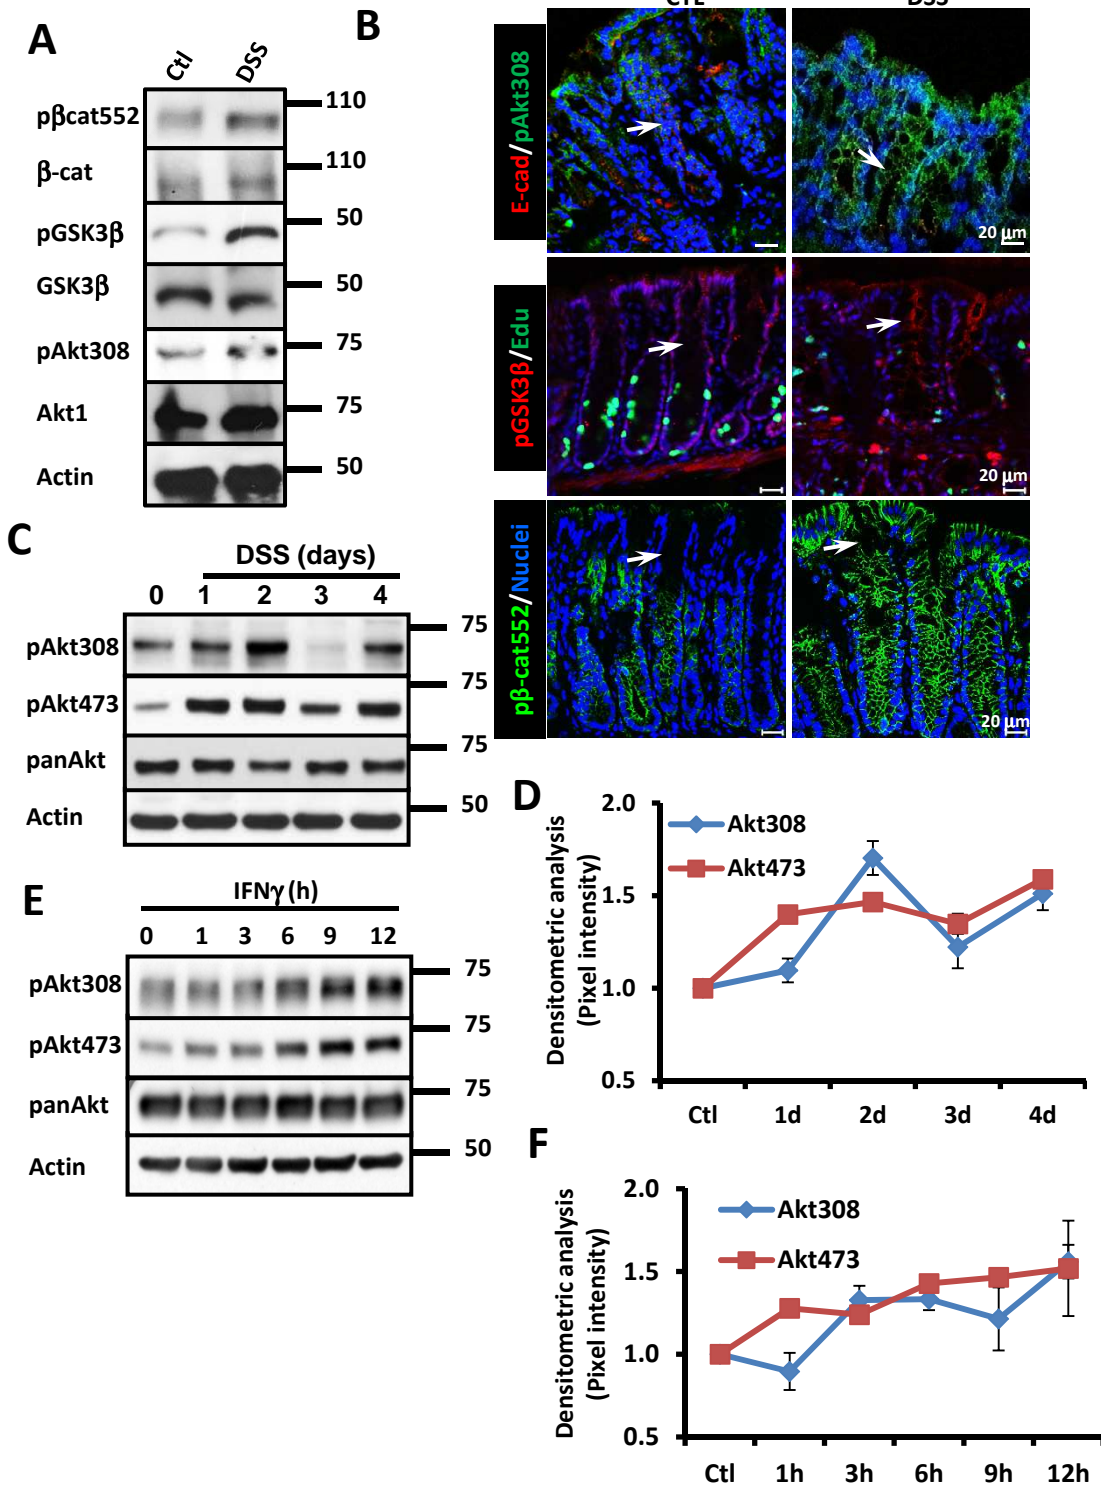 A
Ctl DSS
pβcat552 110
β-cat 110
pGSK3β 50
GSK3β 50
pAkt308 75
Akt1 75
Actin 50
B
CTL DSS
E-cad/pAkt308
20 µm
pGSK3β/Edu
20 µm
pβ-cat552/Nuclei
20 µm
C
DSS (days)
0 1 2 3 4
pAkt308 75
pAkt473 75
panAkt 75
Actin 50
D
Densitometric analysis
(Pixel intensity)
2.0
1.5
1.0
0.5
Akt308
Akt473
Ctl 1d 2d 3d 4d
E
IFNγ (h)
0 1 3 6 9 12
pAkt308 75
pAkt473 75
panAkt 75
Actin 50
F
Densitometric analysis
(Pixel intensity)
2.0
1.5
1.0
0.5
Akt308
Akt473
Ctl 1h 3h 6h 9h 12h